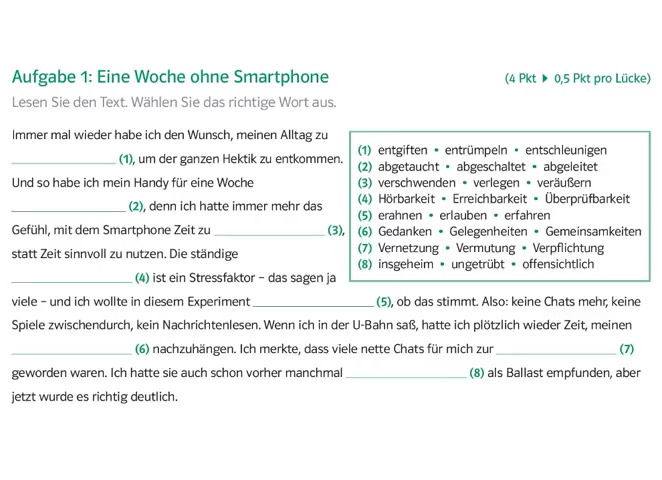 Aufgabe 1: Eine Woche ohne Smartphone
(4 Pkt ▶ 0,5 Pkt pro Lücke)
Lesen Sie den Text. Wählen Sie das richtige Wort aus.
Immer mal wieder habe ich den Wunsch, meinen Alltag zu
_______________ (1), um der ganzen Hektik zu entkommen.
Und so habe ich mein Handy für eine Woche
_______________ (2), denn ich hatte immer mehr das
Gefühl, mit dem Smartphone Zeit zu _______________ (3),
statt Zeit sinnvoll zu nutzen. Die ständige
_______________ (4) ist ein Stressfaktor – das sagen ja
(1) entgiften • entrümpeln • entschleunigen
(2) abgetaucht • abgeschaltet • abgeleitet
(3) verschwenden • verlegen • veräußern
(4) Hörbarkeit • Erreichbarkeit • Überprüfbarkeit
(5) erahnen • erlauben • erfahren
(6) Gedanken • Gelegenheiten • Gemeinsamkeiten
(7) Vernetzung • Vermutung • Verpflichtung
(8) insgeheim • ungetrübt • offensichtlich
viele – und ich wollte in diesem Experiment _______________ (5), ob das stimmt. Also: keine Chats mehr, keine
Spiele zwischendurch, kein Nachrichtenlesen. Wenn ich in der U-Bahn saß, hatte ich plötzlich wieder Zeit, meinen
_______________ (6) nachzuhängen. Ich merkte, dass viele nette Chats für mich zur _______________ (7)
geworden waren. Ich hatte sie auch schon vorher manchmal _______________ (8) als Ballast empfunden, aber
jetzt wurde es richtig deutlich.